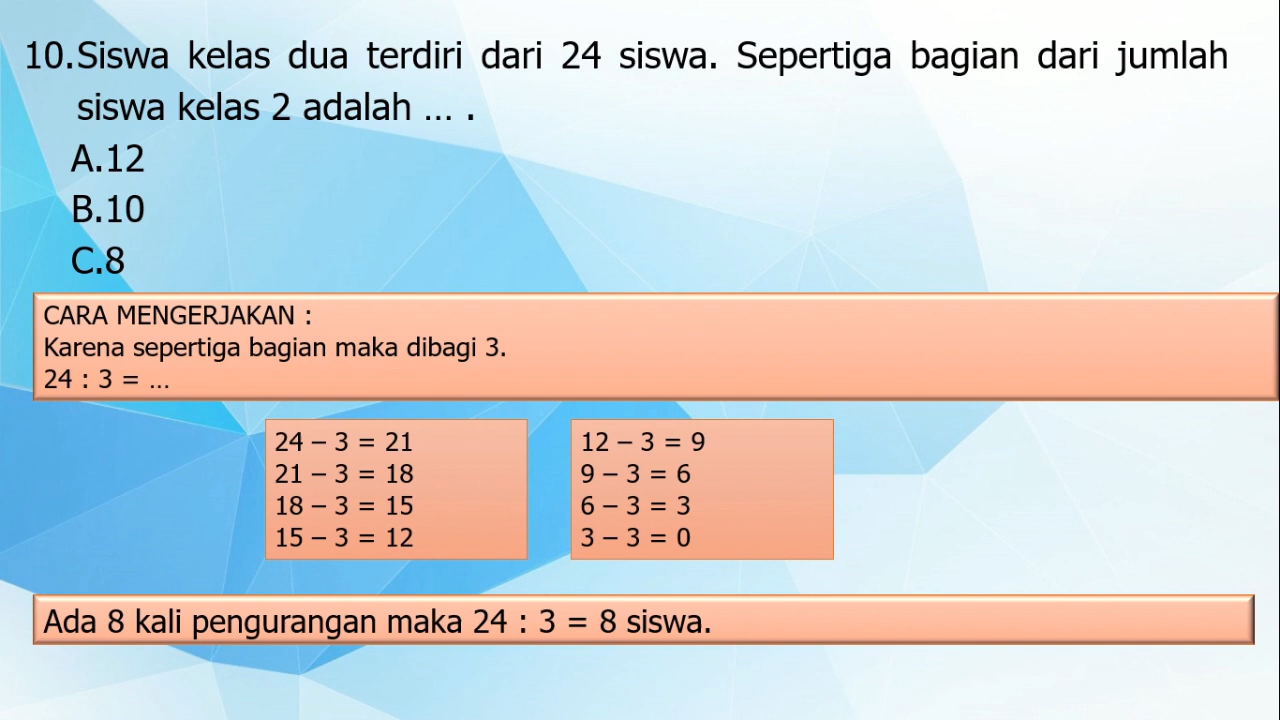 10.Siswa kelas dua terdiri dari 24 siswa. Sepertiga bagian dari jumlah
siswa kelas 2 adalah ... .
A.12
B.10
C.8
CARA MENGERJAKAN :
Karena sepertiga bagian maka dibagi 3.
24 : 3 = ...
24 – 3 = 21
21 – 3 = 18
18 – 3 = 15
15 – 3 = 12
12 – 3 = 9
9 – 3 = 6
6 – 3 = 3
3 – 3 = 0
Ada 8 kali pengurangan maka 24 : 3 = 8 siswa.